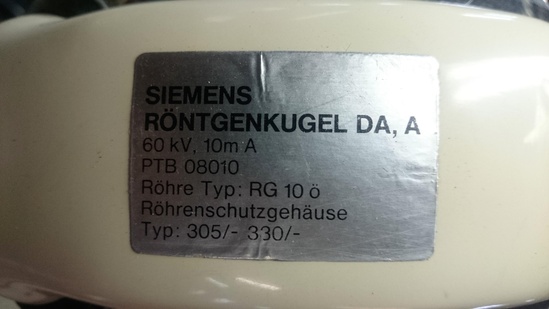 SIEMENS
RÖNTGENKUGEL DA, A
60 kV, 10m A
PTB 08010
Röhre Typ: RG 10 ö
Röhrenschutzgehäuse
Typ: 305/- 330/-